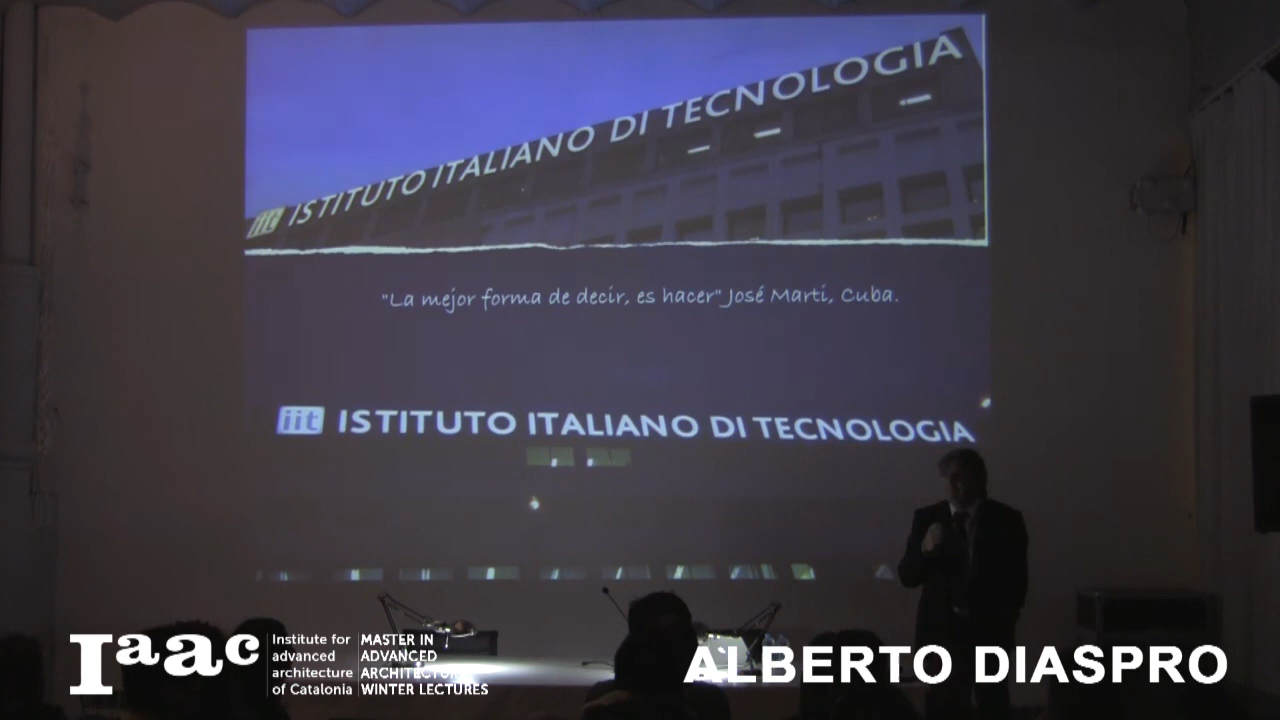 iit ISTITUTO ITALIANO DI TECNOLOGIA
"La mejor forma de decir, es hacer" José Martí, Cuba.
iit ISTITUTO ITALIANO DI TECNOLOGIA
Iaac
Institute for
advanced
architecture
of Catalonia
MASTER IN
ADVANCED
ARCHITECTURE
WINTER LECTURES
ALBERTO DIASPRO